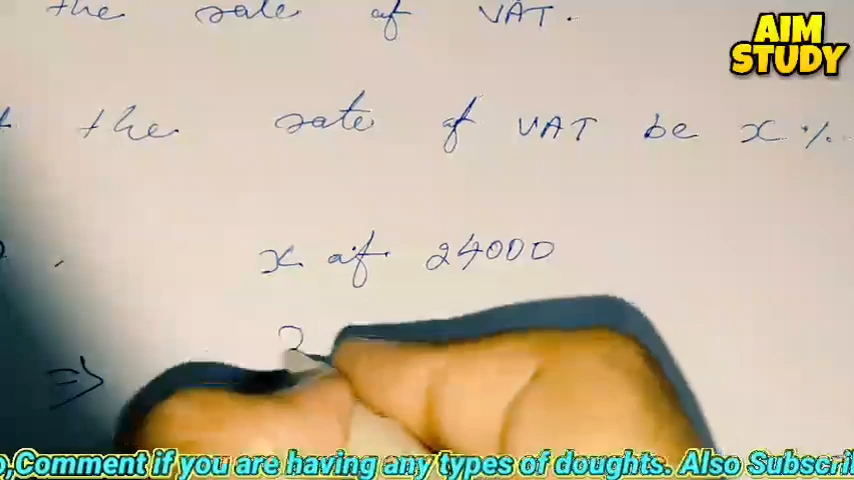 the rate of VAT.
AIM
STUDY
the rate of VAT be x %.
x of 24000
⇒
,Comment if you are having any types of doughts. Also Subscri